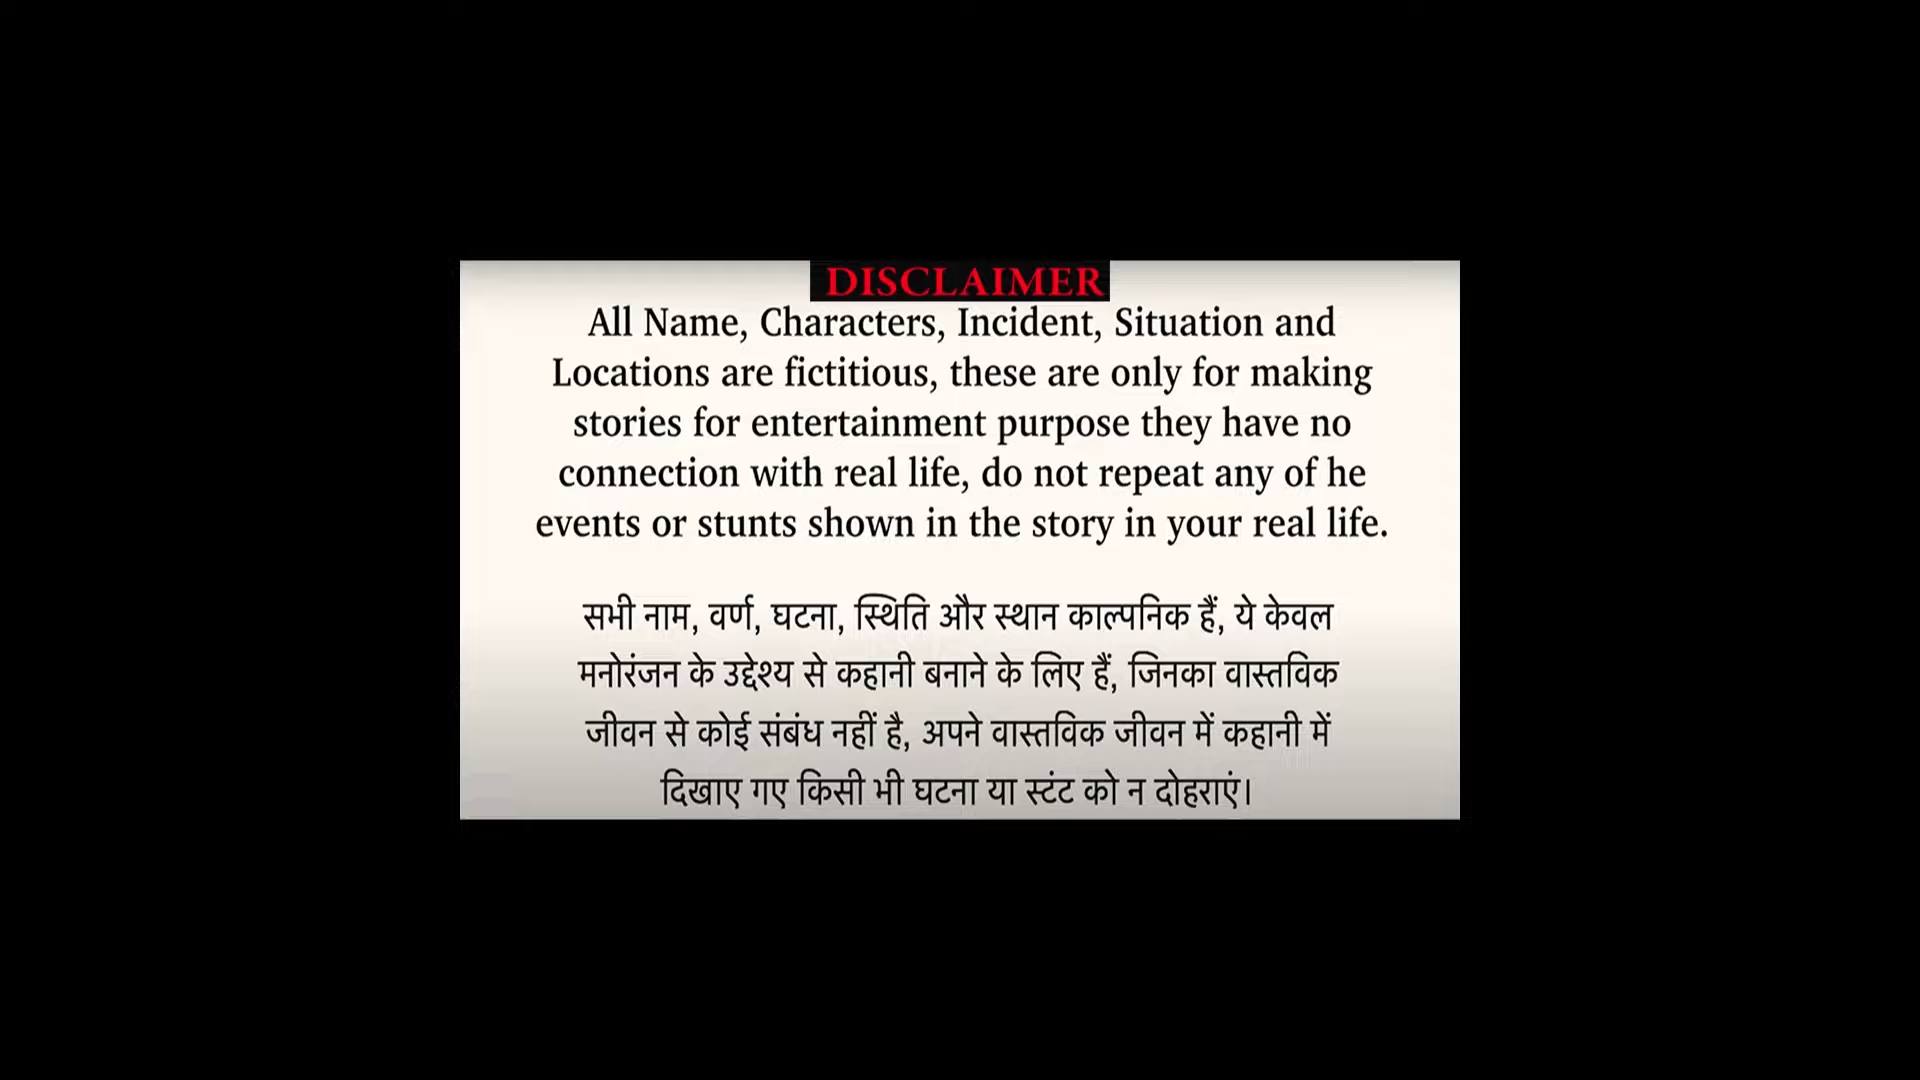 DISCLAIMER
All Name, Characters, Incident, Situation and
Locations are fictitious, these are only for making
stories for entertainment purpose they have no
connection with real life, do not repeat any of he
events or stunts shown in the story in your real life.
सभी नाम, वर्ण, घटना, स्थिति और स्थान काल्पनिक हैं, ये केवल
मनोरंजन के उद्देश्य से कहानी बनाने के लिए हैं, जिनका वास्तविक
जीवन से कोई संबंध नहीं है, अपने वास्तविक जीवन में कहानी में
दिखाए गए किसी भी घटना या स्टंट को न दोहराएं।